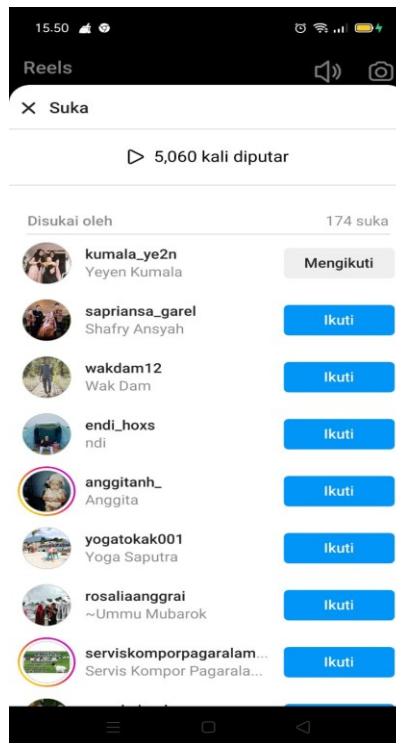 15.50
Reels
Suka
5,060 kali diputar
Disukai oleh 174 suka
kumala_ye2n
Yeyen Kumala
Mengikuti
sapriansa_garel
Shafry Ansyah
Ikuti
wakdam12
Wak Dam
Ikuti
endi_hoxs
ndi
Ikuti
anggitanh_
Anggita
Ikuti
yogatokak001
Yoga Saputra
Ikuti
rosaliaanggrai
~Ummu Mubarok
Ikuti
serviskomporpagaralam...
Servis Kompor Pagarala...
Ikuti